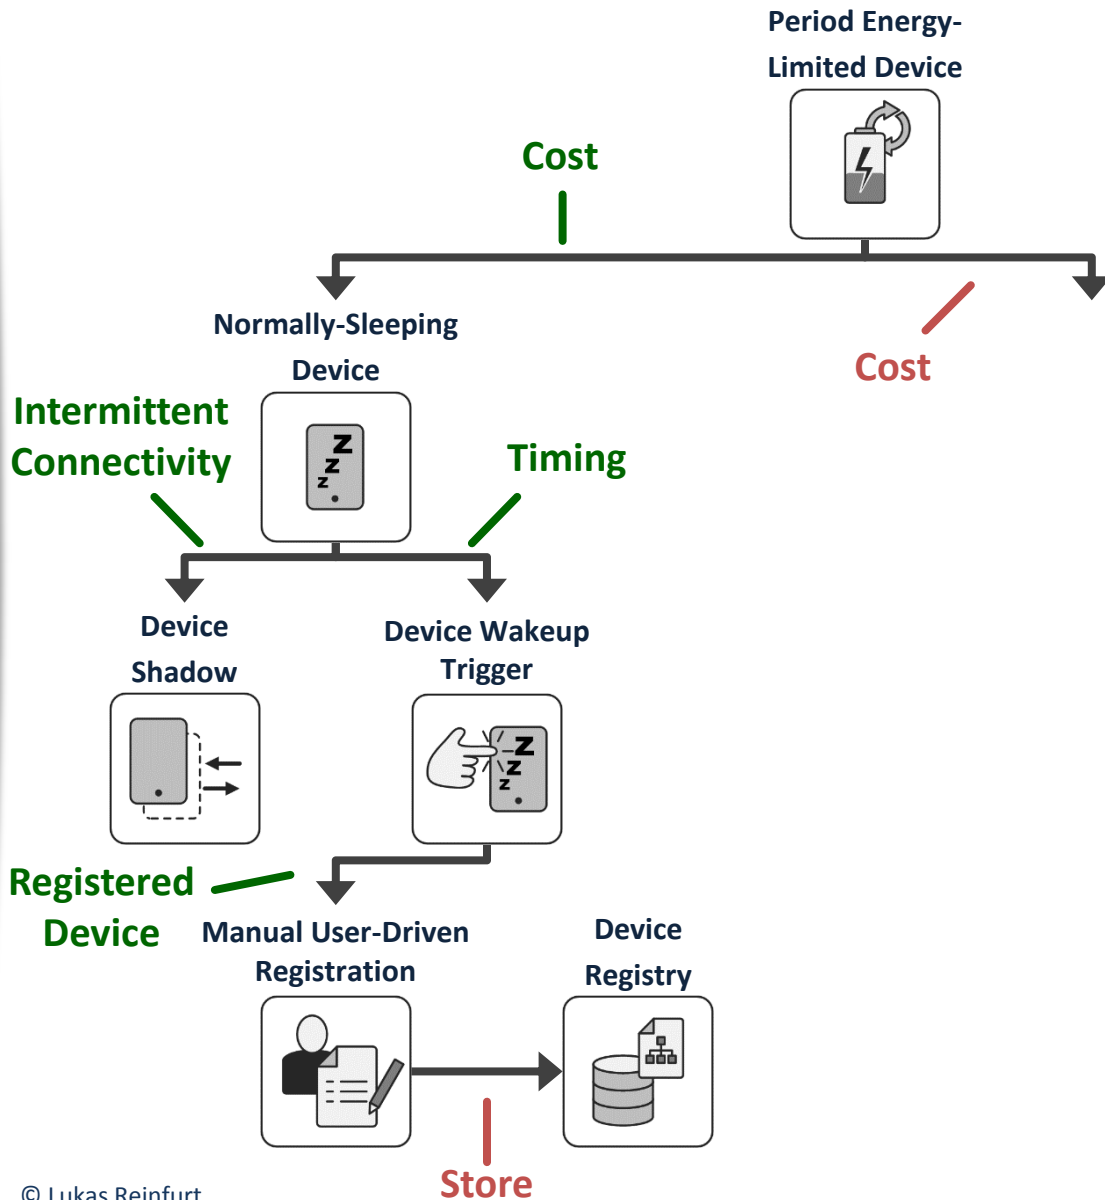 Period Energy-
Limited Device
Cost
Cost
Normally-Sleeping
Device
Intermittent
Connectivity
Timing
z
z
z
Device
Shadow
Device Wakeup
Trigger
z
z
z
Registered
Device
Manual User-Driven
Registration
Device
Registry
Store
© Lukas Reinfurt